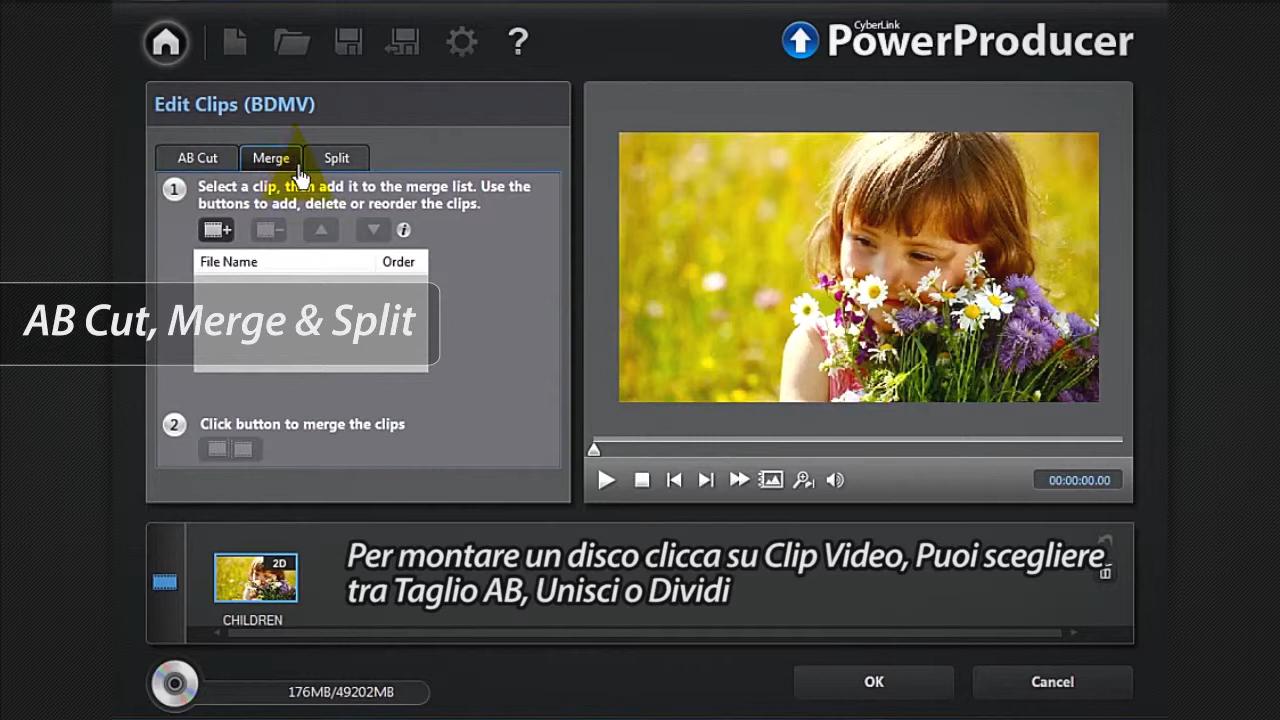 CyberLink
PowerProducer
Edit Clips (BDMV)
AB Cut
Merge
Split
1
Select a clip, then add it to the merge list. Use the
buttons to add, delete or reorder the clips.
File Name
Order
AB Cut, Merge & Split
2
Click button to merge the clips
00:00:00.00
2D
CHILDREN
Per montare un disco clicca su Clip Video, Puoi scegliere
tra Taglio AB, Unisci o Dividi
176MB/49202MB
OK
Cancel